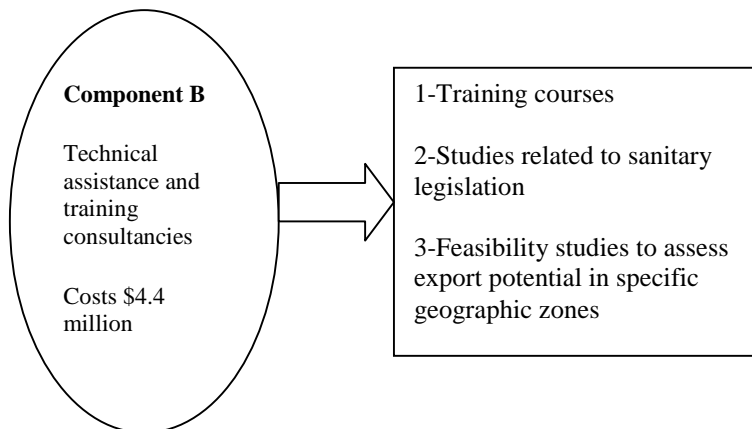 Component B
Technical
assistance and
training
consultancies
Costs $4.4
million
1-Training courses
2-Studies related to sanitary
legislation
3-Feasibility studies to assess
export potential in specific
geographic zones